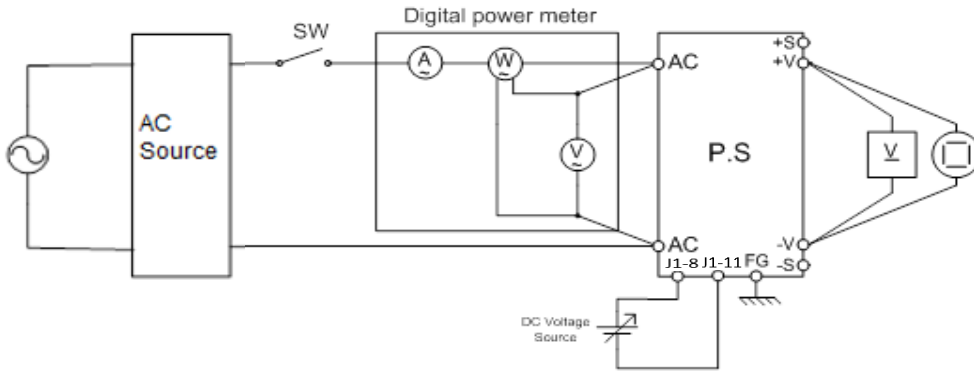 Digital power meter
SW
A
W
AC
+S
+V
AC
Source
V
P.S
V
AC
-V
J1-8 J1-11 FG
-S
DC Voltage
Source